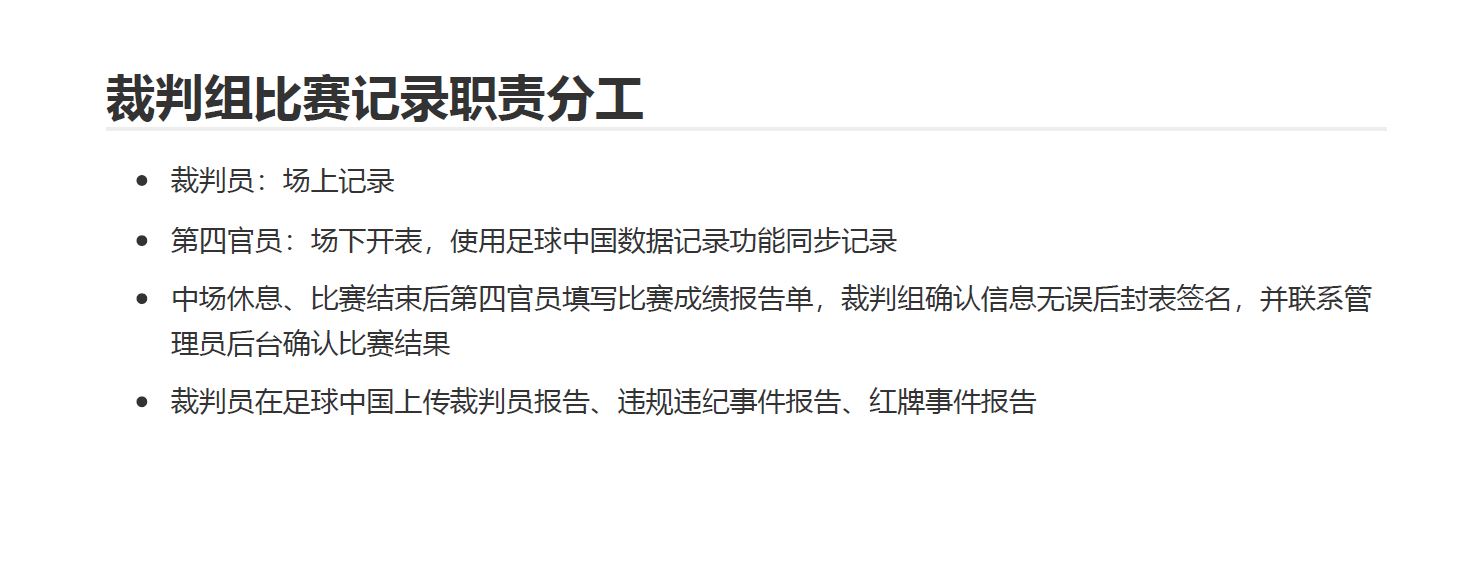 裁判组比赛记录职责分工
裁判员：场上记录
第四官员：场下开表，使用足球中国数据记录功能同步记录
中场休息、比赛结束后第四官员填写比赛成绩报告单，裁判组确认信息无误后封表签名，并联系管
理员后台确认比赛结果
裁判员在足球中国上传裁判员报告、违规违纪事件报告、红牌事件报告